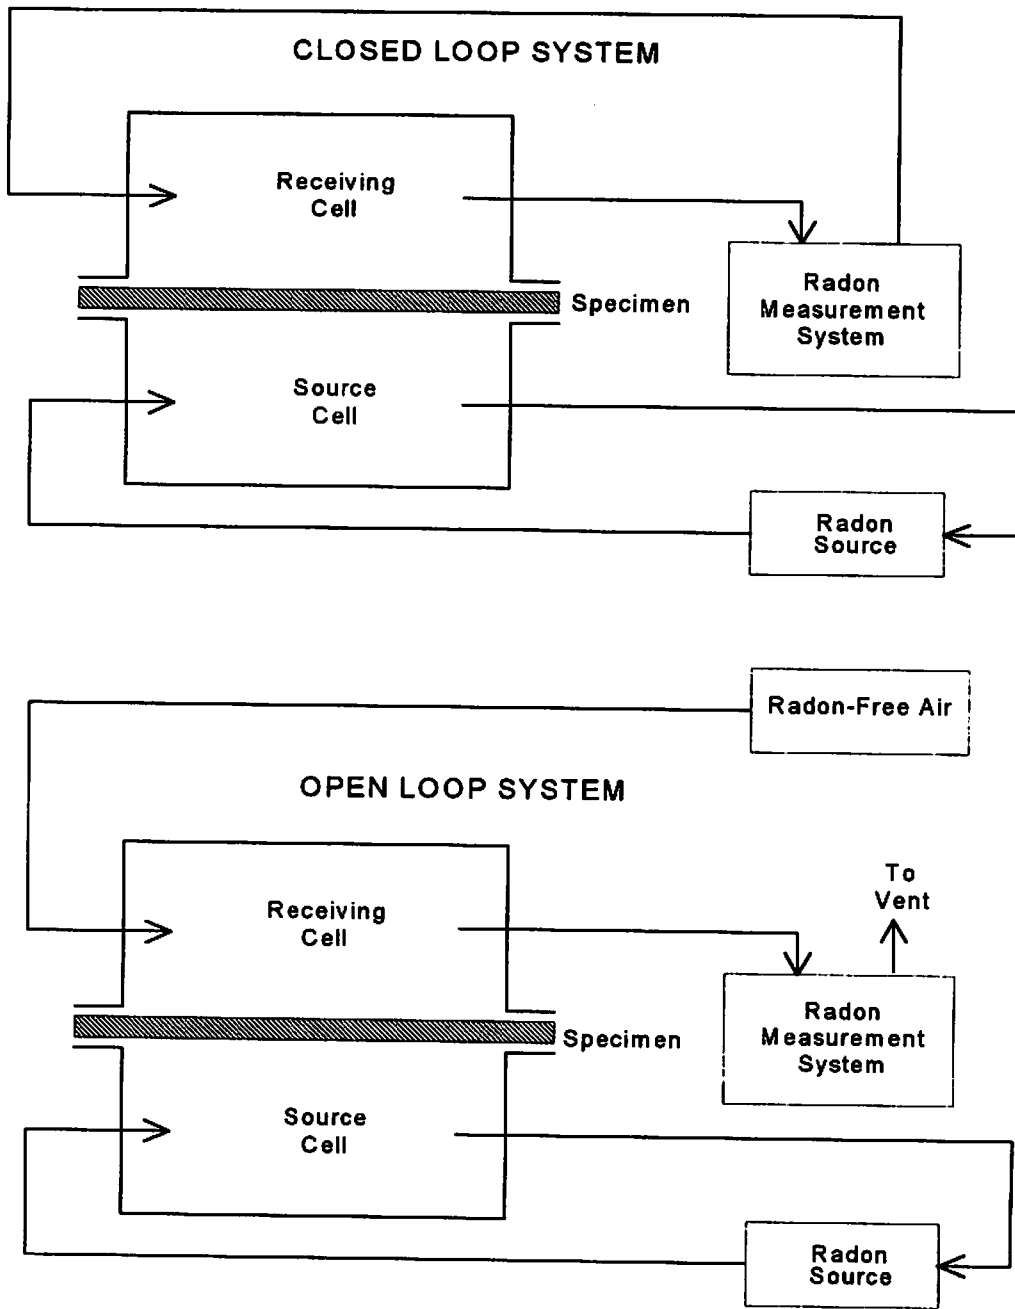 CLOSED LOOP SYSTEM
Receiving
Cell
Radon
Measurement
System
Specimen
Source
Cell
Radon
Source
Radon-Free Air
OPEN LOOP SYSTEM
To
Vent
Receiving
Cell
Radon
Measurement
System
Specimen
Source
Cell
Radon
Source